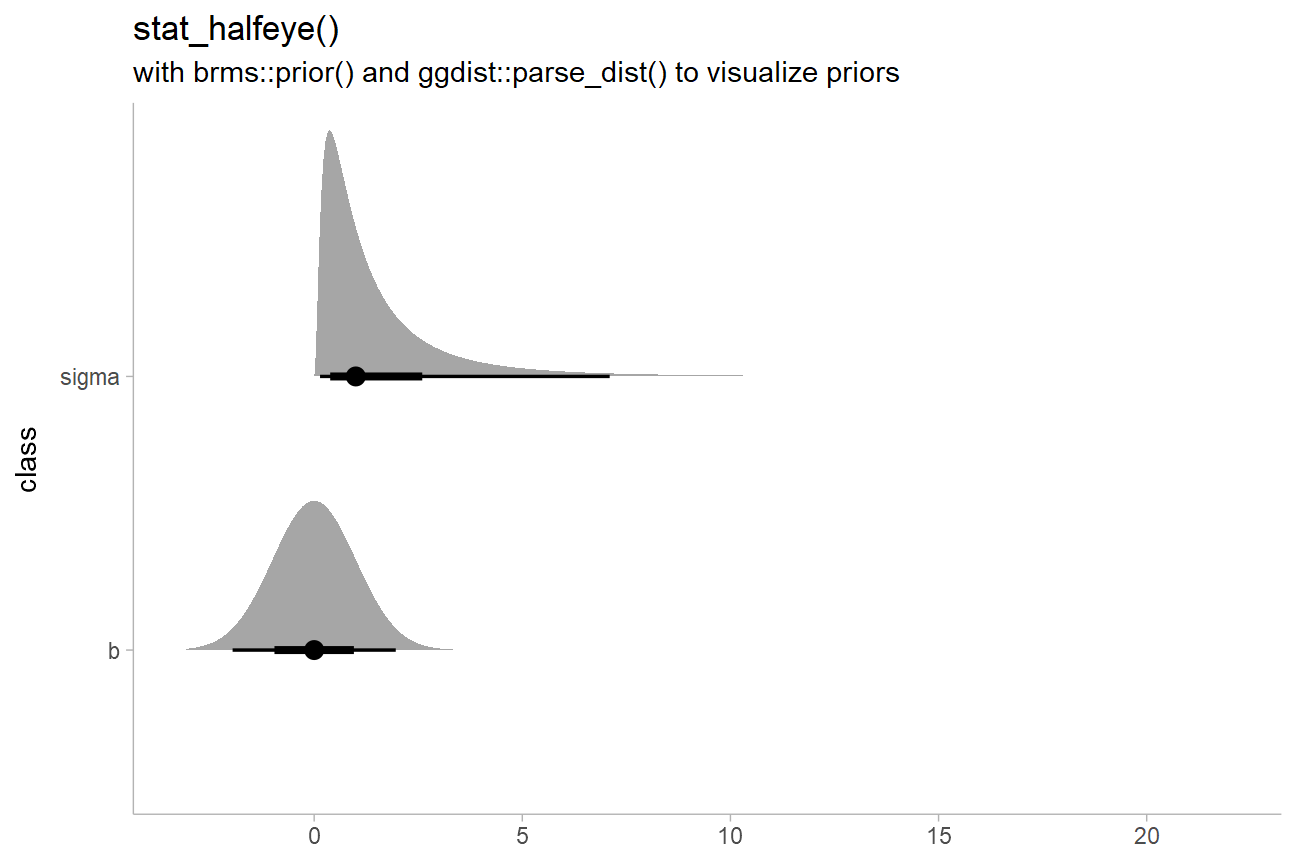 stat_halfeye()
with brms::prior() and ggdist::parse_dist() to visualize priors
sigma
class
b
0 5 10 15 20